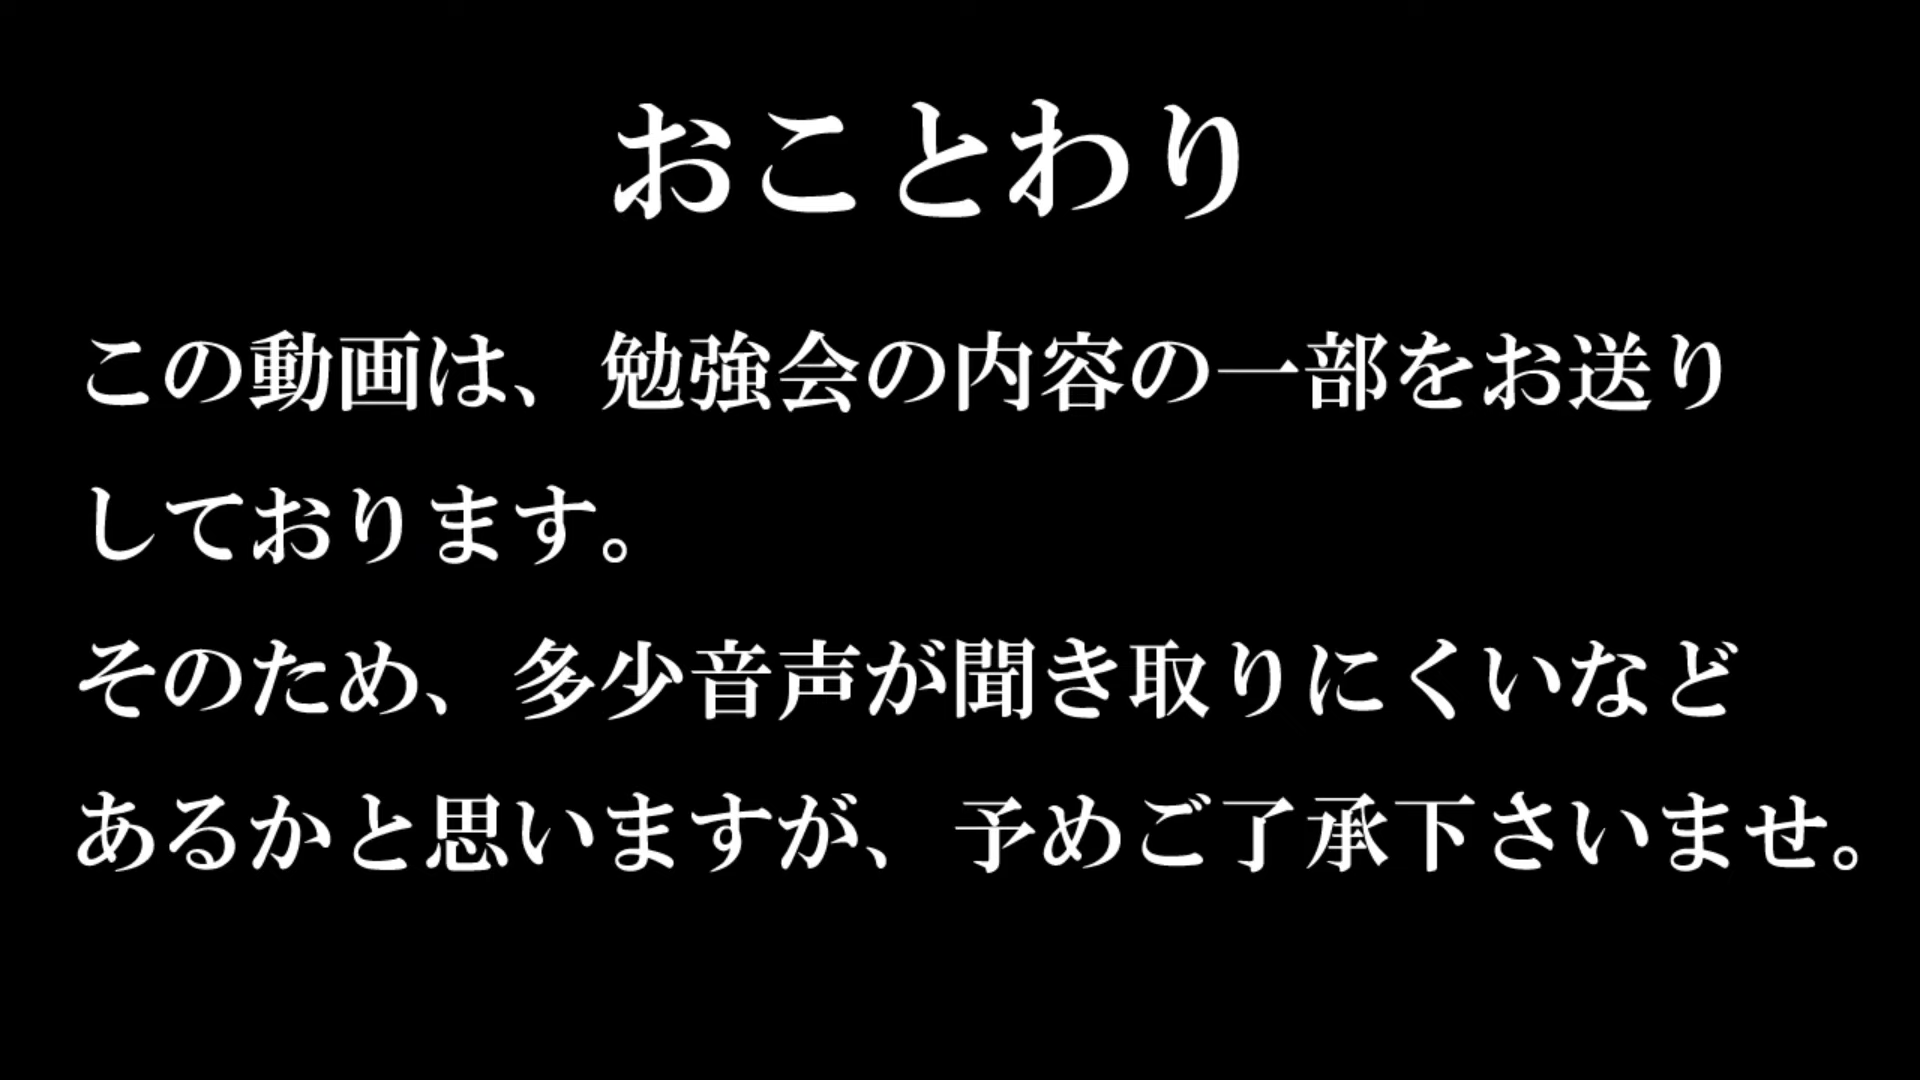 おことわり
この動画は、勉強会の内容の一部をお送り
しております。
そのため、多少音声が聞き取りにくいなど
あるかと思いますが、予めご了承下さいませ。